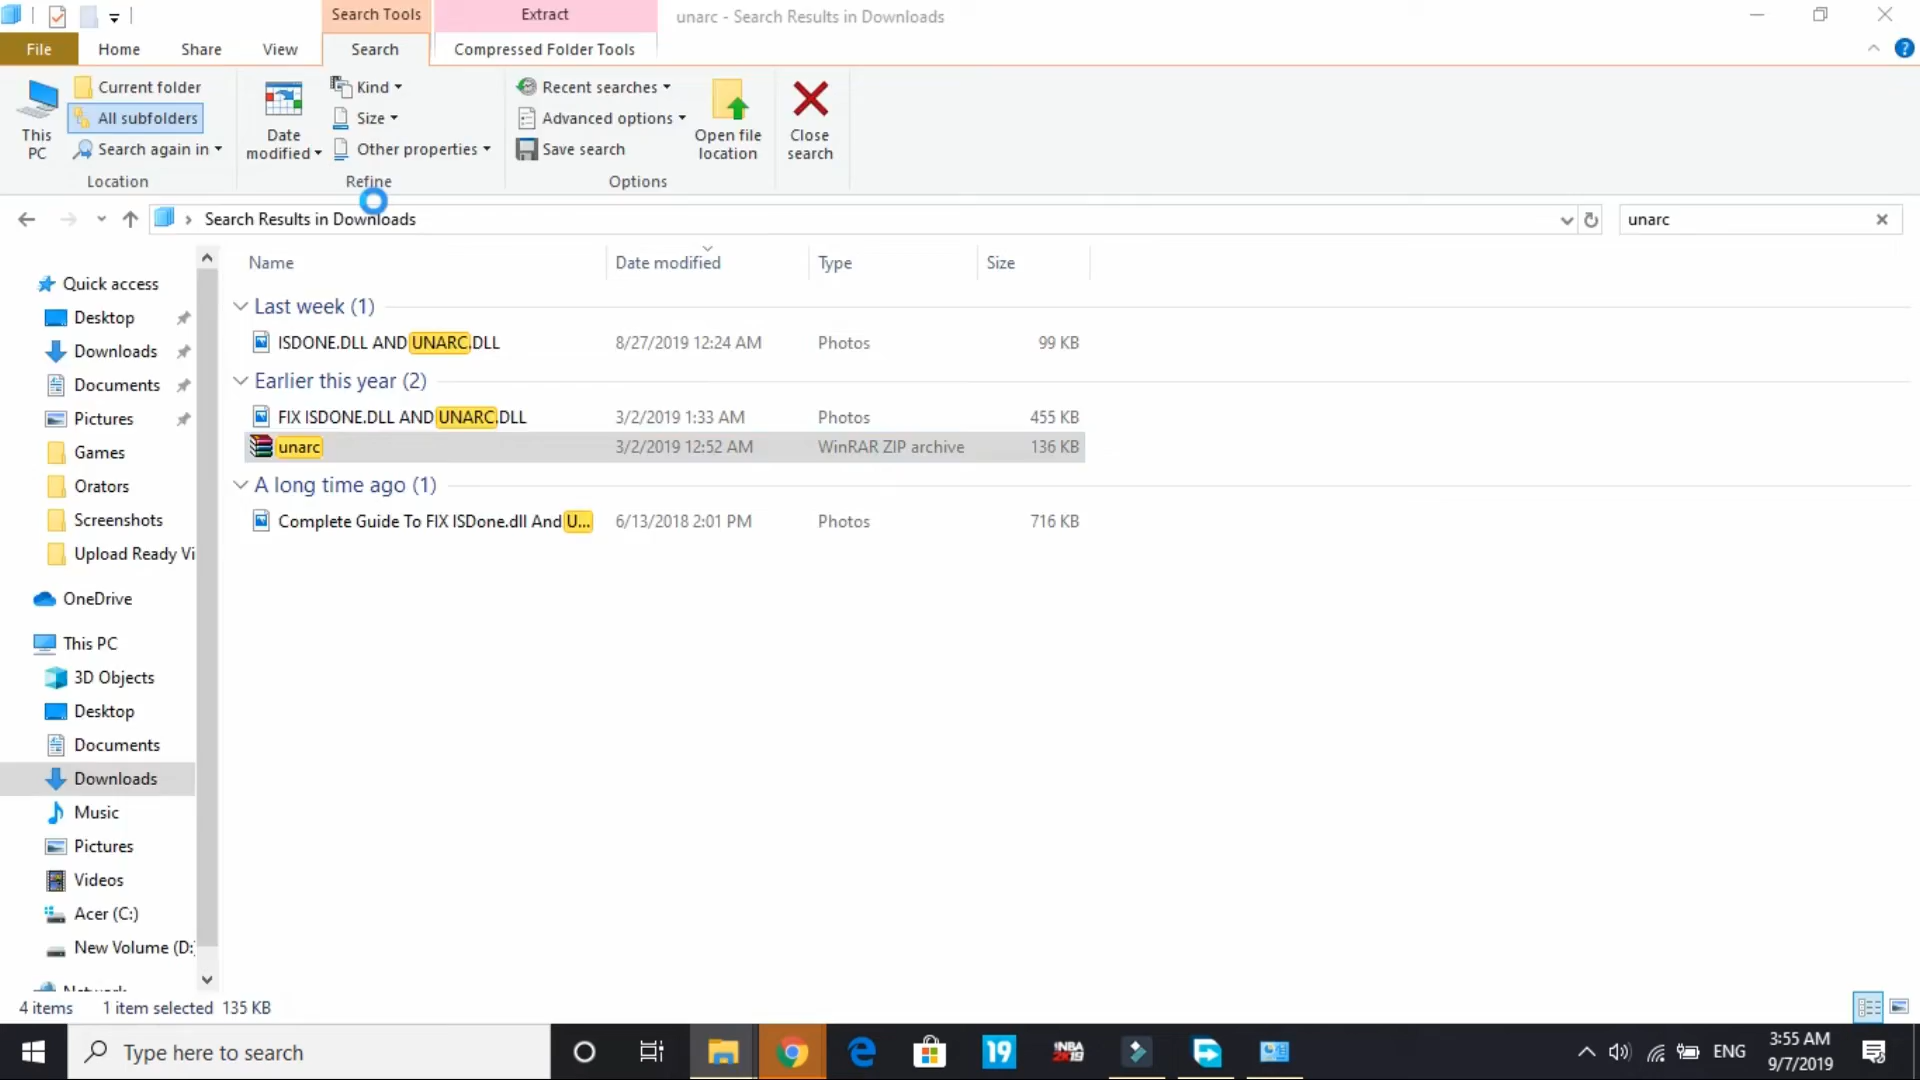 Search Tools
Extract
unarc - Search Results in Downloads
File
Home
Share
View
Search
Compressed Folder Tools
This PC
Current folder
All subfolders
Search again in
Location
Date modified
Kind
Size
Other properties
Refine
Recent searches
Advanced options
Save search
Options
Open file location
Close search
Search Results in Downloads
unarc
Name
Date modified
Type
Size
Last week (1)
ISDONE.DLL AND UNARC.DLL
8/27/2019 12:24 AM
Photos
99 KB
Earlier this year (2)
FIX ISDONE.DLL AND UNARC.DLL
3/2/2019 1:33 AM
Photos
455 KB
unarc
3/2/2019 12:52 AM
WinRAR ZIP archive
136 KB
A long time ago (1)
Complete Guide To FIX ISDone.dll And U...
6/13/2018 2:01 PM
Photos
716 KB
Quick access
Desktop
Downloads
Documents
Pictures
Games
Orators
Screenshots
Upload Ready Vi
OneDrive
This PC
3D Objects
Desktop
Documents
Downloads
Music
Pictures
Videos
Acer (C:)
New Volume (D:)
Network
4 items
1 item selected 135 KB
Type here to search
19
NBA 2K19
ENG
3:55 AM
9/7/2019